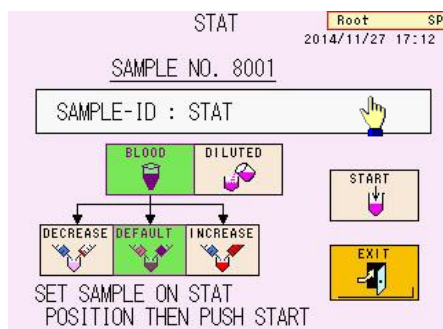 STAT
Root SP
2014/11/27 17:12
SAMPLE NO. 8001
SAMPLE-ID : STAT
BLOOD DILUTED
START
DECREASE DEFAULT INCREASE
EXIT
SET SAMPLE ON STAT
POSITION THEN PUSH START